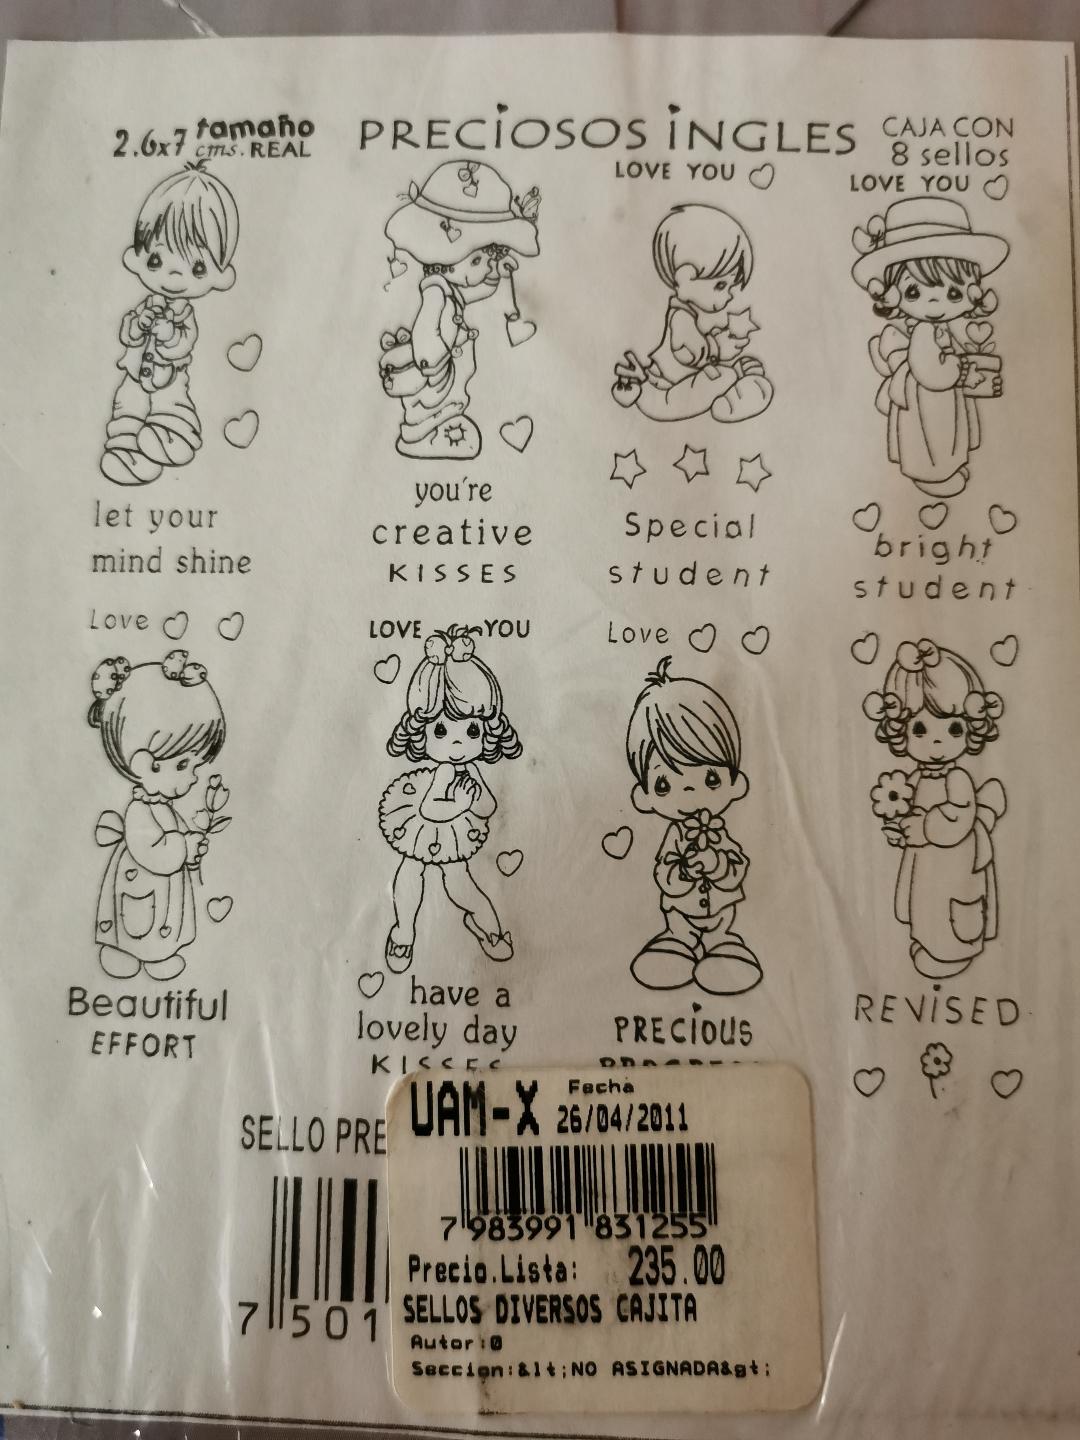 2.6x7 tamaño
cms. REAL
PRECiOSOS iNGLES
CAJA CON
8 sellos
let your
mind shine
you're
creative
KISSES
LOVE YOU
Special
student
LOVE YOU
bright
student
Love
Beautiful
EFFORT
LOVE YOU
have a
lovely day
KISSES
Love
PRECiOUS
REViSED
SELLO PRE
7 501
UAM-X Fecha
26/04/2011
7 983991 831255
Precio.Lista: 235.00
SELLOS DIVERSOS CAJITA
Autor:0
Seccion:&lt;NO ASIGNADA&gt;